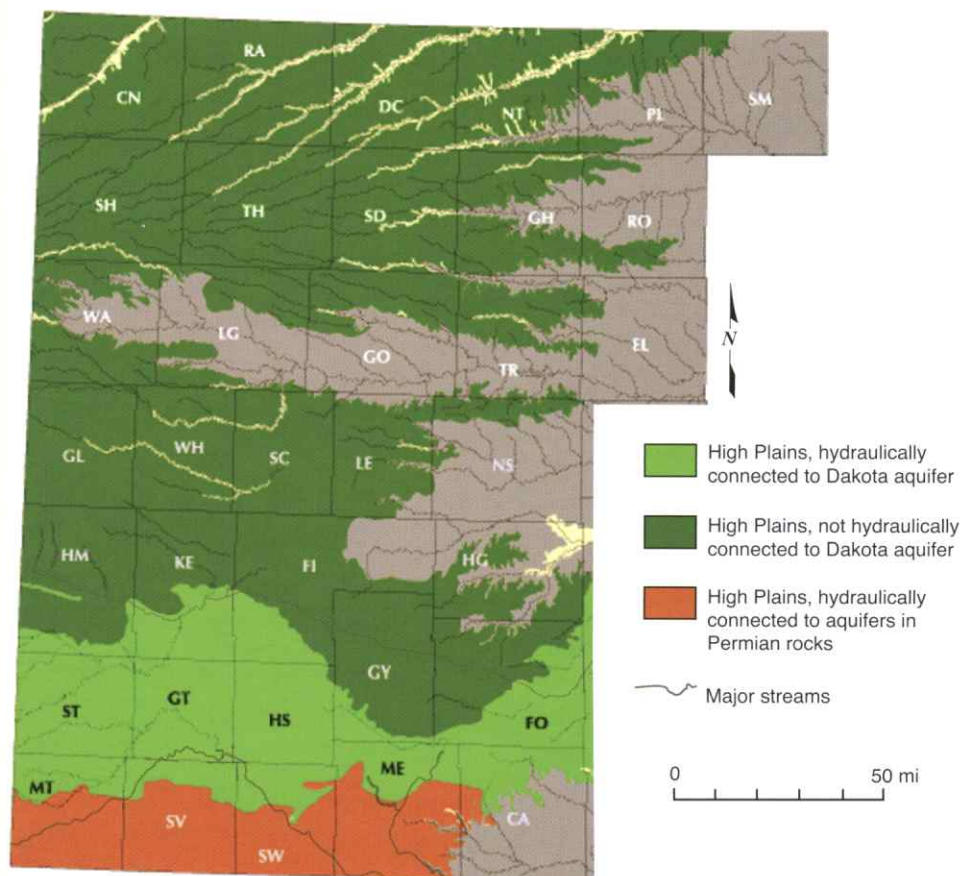 CN
RA
DC
NT
PL
SM
SH
TH
SD
GH
RO
WA
LG
GO
TR
EL
GL
WH
SC
LE
NS
HM
KE
FI
HG
GY
ST
GT
HS
FO
MT
ME
SV
SW
CA
N
High Plains, hydraulically
connected to Dakota aquifer
High Plains, not hydraulically
connected to Dakota aquifer
High Plains, hydraulically
connected to aquifers in
Permian rocks
Major streams
0 50 mi